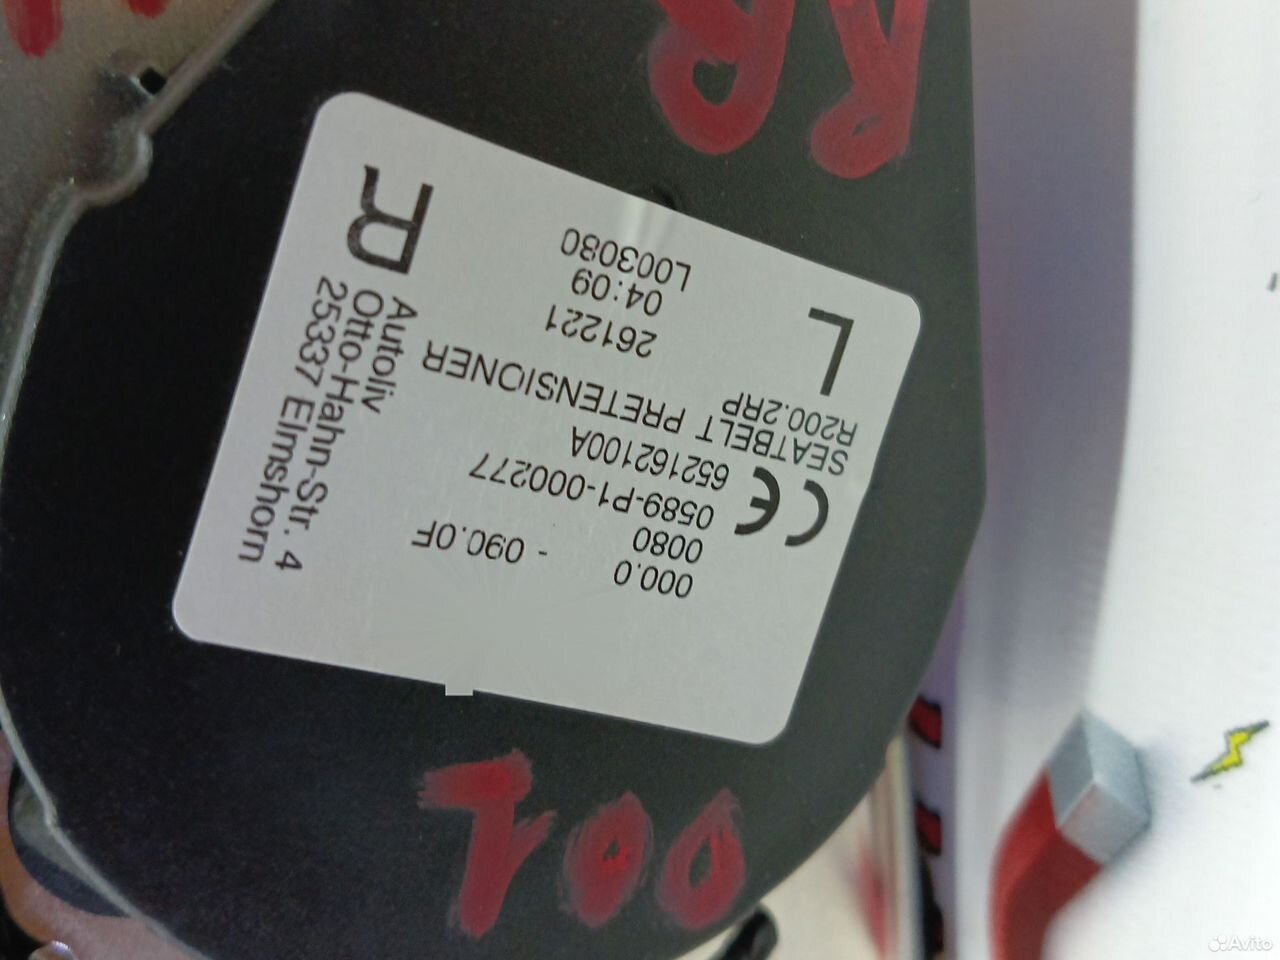 000.0 - 090.0F
0080
0589-P1-000277
652162100A
CE
SEATBELT PRETENSIONER
R200.2RP
261221
04:09
L
L003080
Autoliv
Otto-Hahn-Str. 4
25337 Elmshorn
Avito